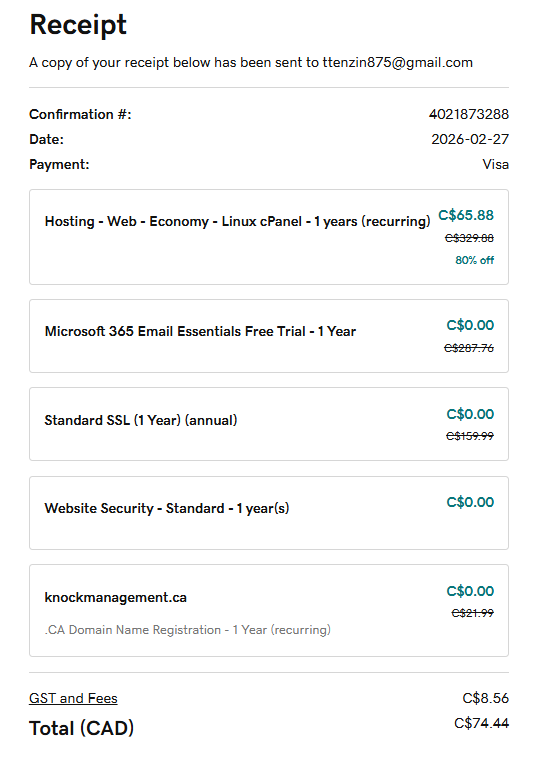 Receipt
A copy of your receipt below has been sent to ttenzin875@gmail.com
Confirmation #: 4021873288
Date: 2026-02-27
Payment: Visa
Hosting - Web - Economy - Linux cPanel - 1 years (recurring) C$65.88
C$329.88
80% off
Microsoft 365 Email Essentials Free Trial - 1 Year C$0.00
C$287.76
Standard SSL (1 Year) (annual) C$0.00
C$159.99
Website Security - Standard - 1 year(s) C$0.00
knockmanagement.ca C$0.00
C$21.99
.CA Domain Name Registration - 1 Year (recurring)
GST and Fees C$8.56
Total (CAD) C$74.44